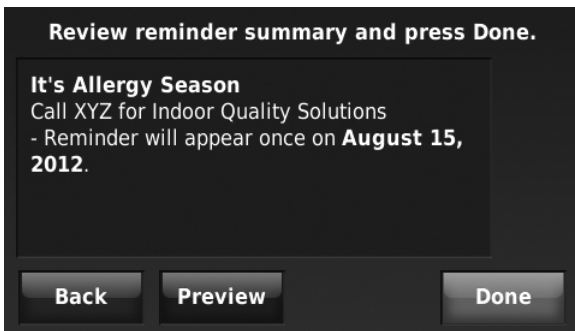 Review reminder summary and press Done.
It's Allergy Season
Call XYZ for Indoor Quality Solutions
- Reminder will appear once on August 15,
2012.
Back
Preview
Done